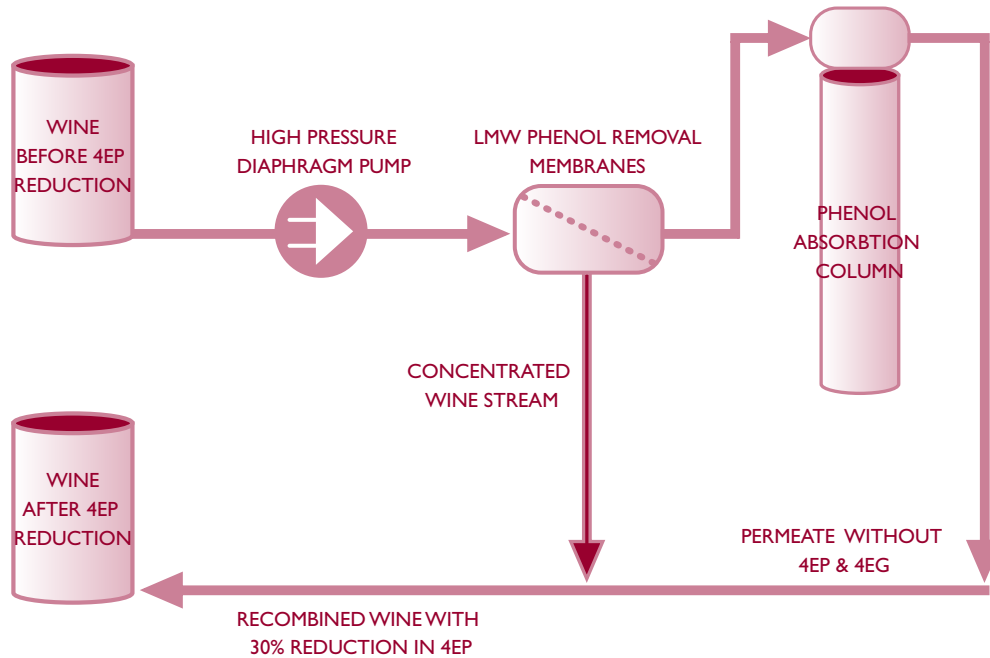 WINE
BEFORE 4EP
REDUCTION
HIGH PRESSURE
DIAPHRAGM PUMP
LMW PHENOL REMOVAL
MEMBRANES
PHENOL
ABSORBTION
COLUMN
CONCENTRATED
WINE STREAM
WINE
AFTER 4EP
REDUCTION
PERMEATE WITHOUT
4EP & 4EG
RECOMBINED WINE WITH
30% REDUCTION IN 4EP